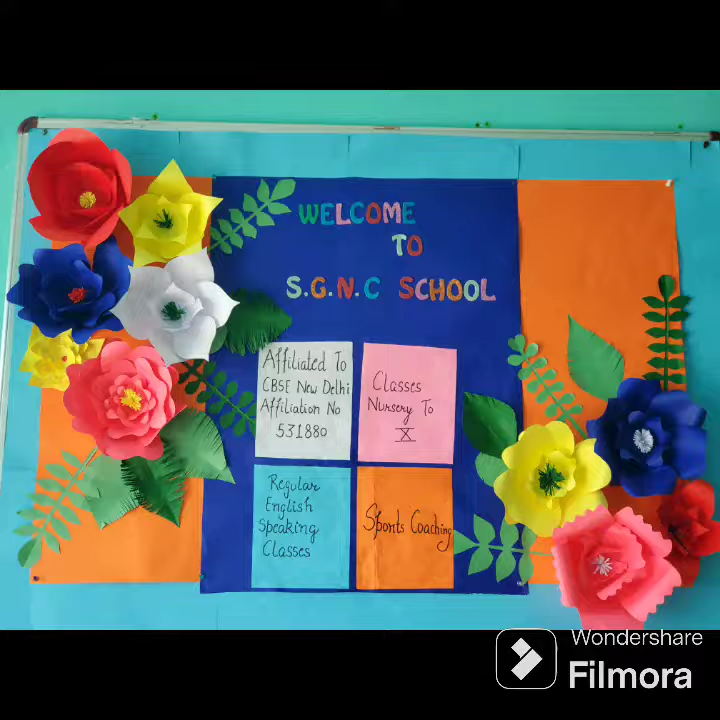 WELCOME
TO
S.G.N.C SCHOOL
Affiliated To
CBSE New Delhi
Affiliation No
531880
Classes
Nursery To
X
Regular
English
Speaking
Classes
Sports Coaching
Wondershare
Filmora